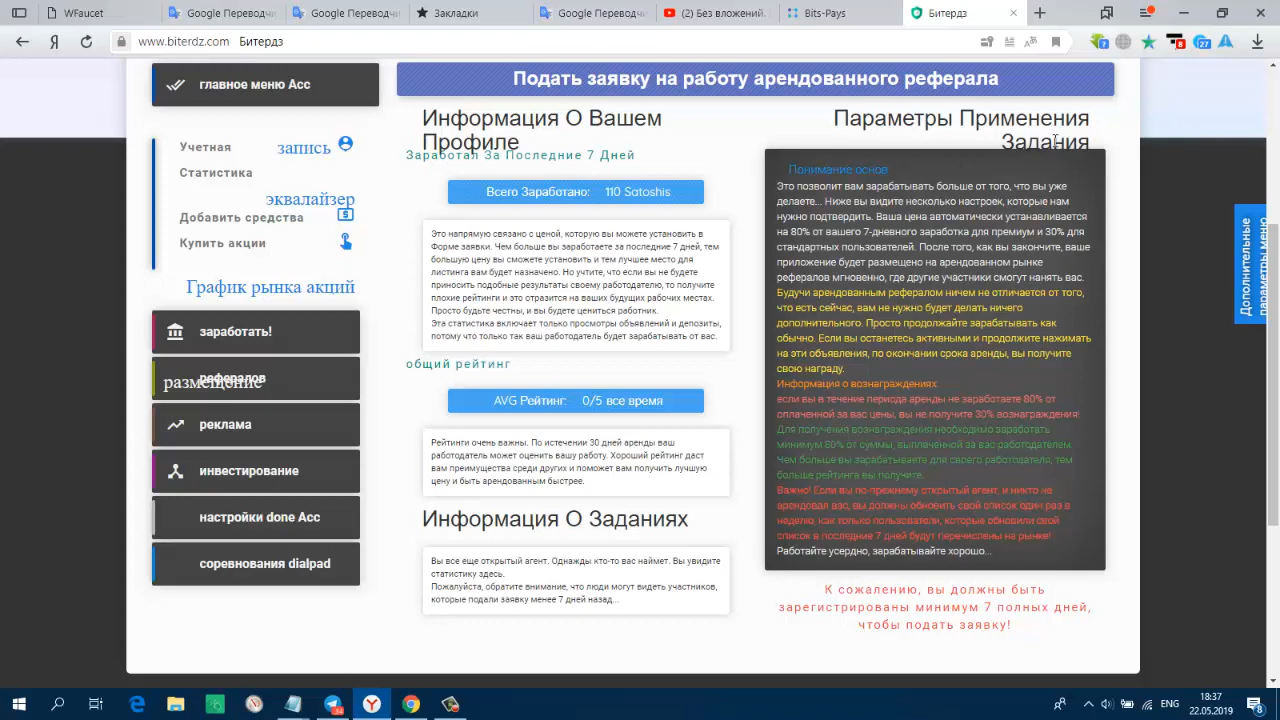 WFaucet
Google Переводчи
Google Переводчи
Закладки
Google Переводчи
(2) Без вложений.
Bits-Pays
Битердз
www.biterdz.com Битердз
7
8
27
главное меню Acc
Учетная запись
Статистика
эквалайзер
Добавить средства
Купить акции
График рынка акций
заработать!
рефералов
размещение
реклама
инвестирование
настройки done Acc
соревнования dialpad
Подать заявку на работу арендованного реферала
Информация О Вашем
Профиле
Заработал За Последние 7 Дней
Всего Заработано: 110 Satoshis
Это напрямую связано с ценой, которую вы можете установить в
Форме заявки. Чем больше вы заработаете за последние 7 дней, тем
большую цену вы сможете установить и тем лучшее место для
листинга вам будет назначено. Но учтите, что если вы не будете
приносить подобные результаты своему работодателю, то получите
плохие рейтинги и это отразится на ваших будущих рабочих местах.
Просто будьте честны, и вы будете цениться работник.
Эта статистика включает только просмотры объявлений и депозиты,
потому что только так ваш работодатель будет зарабатывать от вас.
общий рейтинг
AVG Рейтинг: 0/5 все время
Рейтинги очень важны. По истечении 30 дней аренды ваш
работодатель может оценить вашу работу. Хороший рейтинг даст
вам преимущества среди других и поможет вам получить лучшую
цену и быть арендованным быстрее.
Информация О Заданиях
Вы все еще открытый агент. Однажды кто-то вас наймет. Вы увидите
статистику здесь.
Пожалуйста, обратите внимание, что люди могут видеть участников,
которые подали заявку менее 7 дней назад...
Параметры Применения
Задания
Понимание основ:
Это позволит вам зарабатывать больше от того, что вы уже
делаете... Ниже вы видите несколько настроек, которые нам
нужно подтвердить. Ваша цена автоматически устанавливается
на 80% от вашего 7-дневного заработка для премиум и 30% для
стандартных пользователей. После того, как вы закончите, ваше
приложение будет размещено на арендованном рынке
рефералов мгновенно, где другие участники смогут нанять вас.
Будучи арендованным рефералом ничем не отличается от того,
что есть сейчас, вам не нужно будет делать ничего
дополнительного. Просто продолжайте зарабатывать как
обычно. Если вы останетесь активными и продолжите нажимать
на эти объявления, по окончании срока аренды, вы получите
свою награду.
Информация о вознаграждениях:
если вы в течение периода аренды не заработаете 80% от
оплаченной за вас цены, вы не получите 30% вознаграждения!
Для получения вознаграждения необходимо заработать
минимум 80% от суммы, выплаченной за вас работодателем.
Чем больше вы зарабатываете для своего работодателя, тем
больше рейтинга вы получите.
Важно! Если вы по-прежнему открытый агент, и никто не
арендовал вас, вы должны обновить свой список один раз в
неделю, как только пользователи, которые обновили свой
список в последние 7 дней будут перечислены на рынке!
Работайте усердно, зарабатывайте хорошо...
К сожалению, вы должны быть
зарегистрированы минимум 7 полных дней,
чтобы подать заявку!
Дополнительные
параметры меню
ENG
18:37
22.05.2019
8